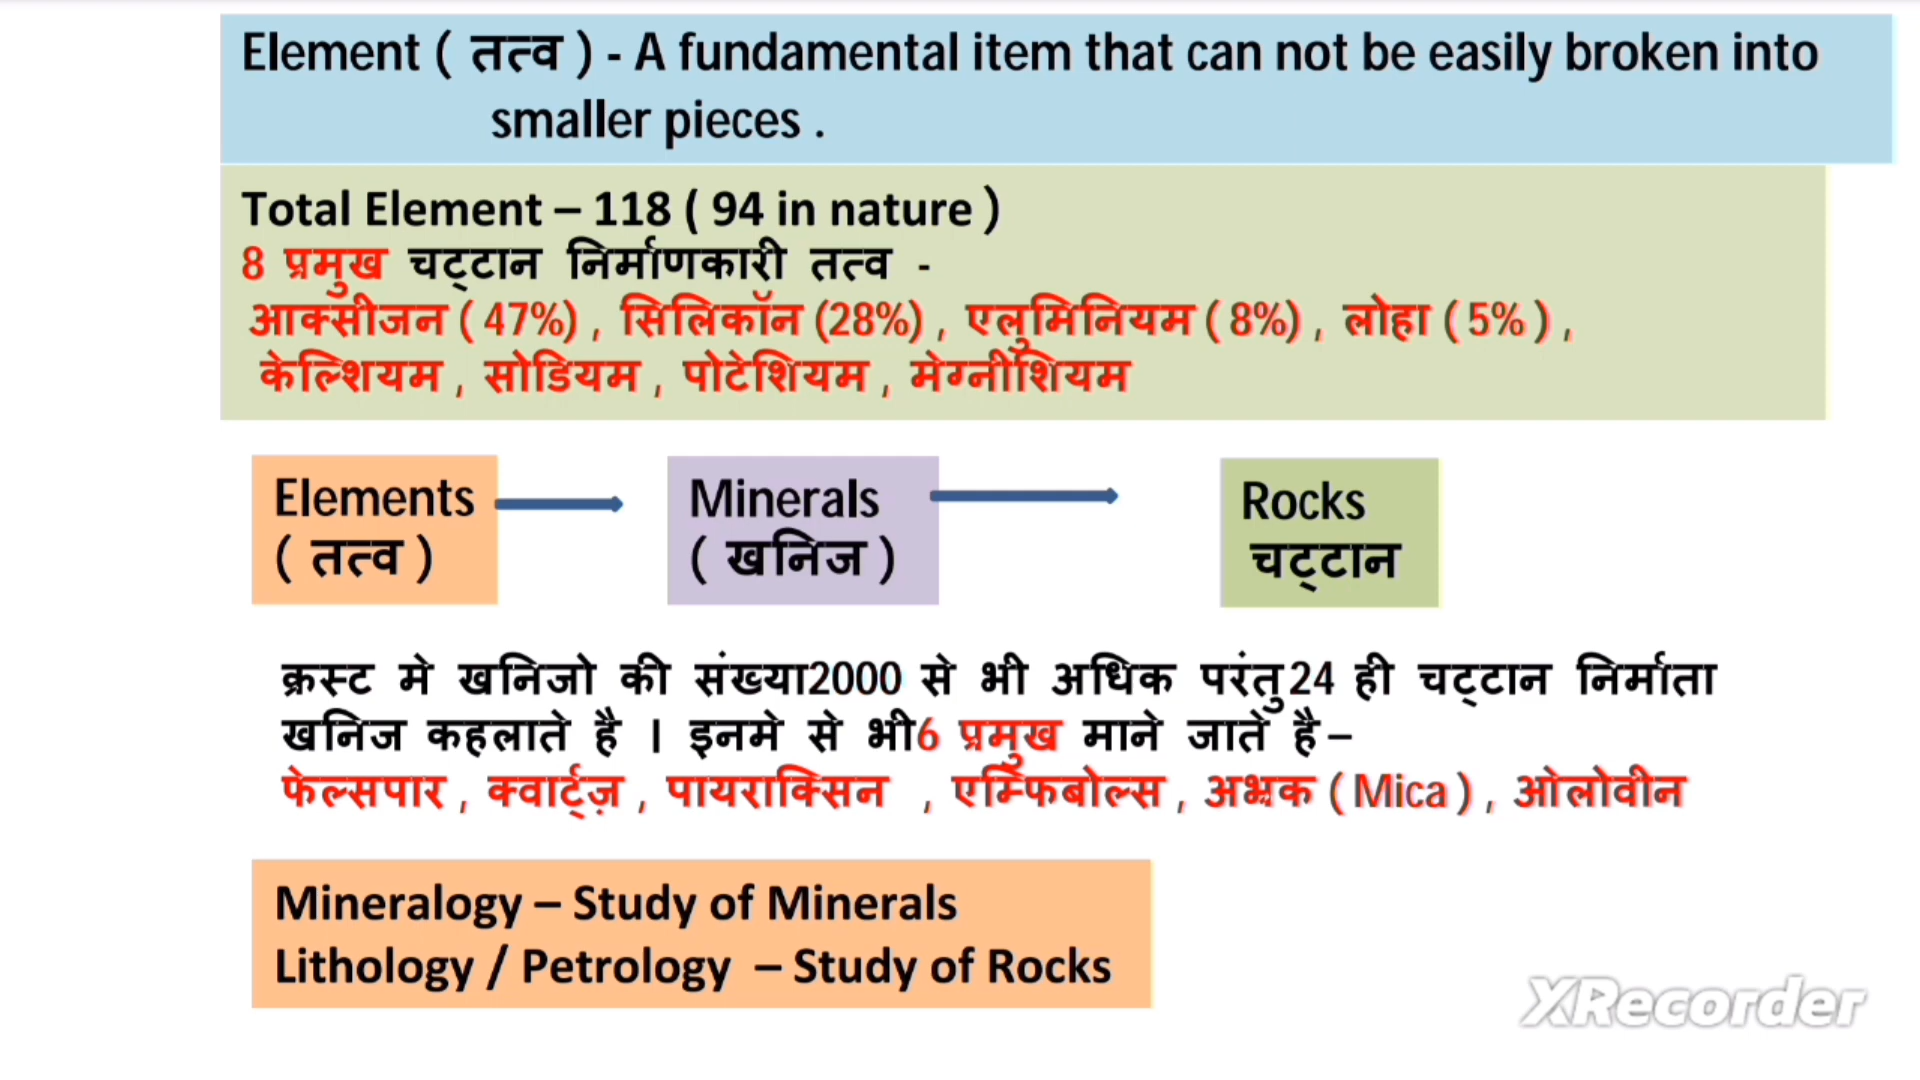 Element ( तत्व ) - A fundamental item that can not be easily broken into
smaller pieces .
Total Element – 118 ( 94 in nature )
8 प्रमुख चट्टान निर्माणकारी तत्व -
आक्सीजन ( 47%) , सिलिकॉन (28%) , एलुमिनियम ( 8%) , लोहा ( 5% ) ,
केल्शियम , सोडियम , पोटेशियम , मेग्नीशियम
Elements
( तत्व )
Minerals
( खनिज )
Rocks
चट्टान
क्रस्ट मे खनिजो की संख्या2000 से भी अधिक परंतु24 ही चट्टान निर्माता
खनिज कहलाते है । इनमे से भी6 प्रमुख माने जाते है –
फेल्सपार , क्वार्ट्ज़ , पायराक्सिन , एम्फिबोल्स , अभ्रक ( Mica ) , ओलोवीन
Mineralogy – Study of Minerals
Lithology / Petrology – Study of Rocks
XRecorder